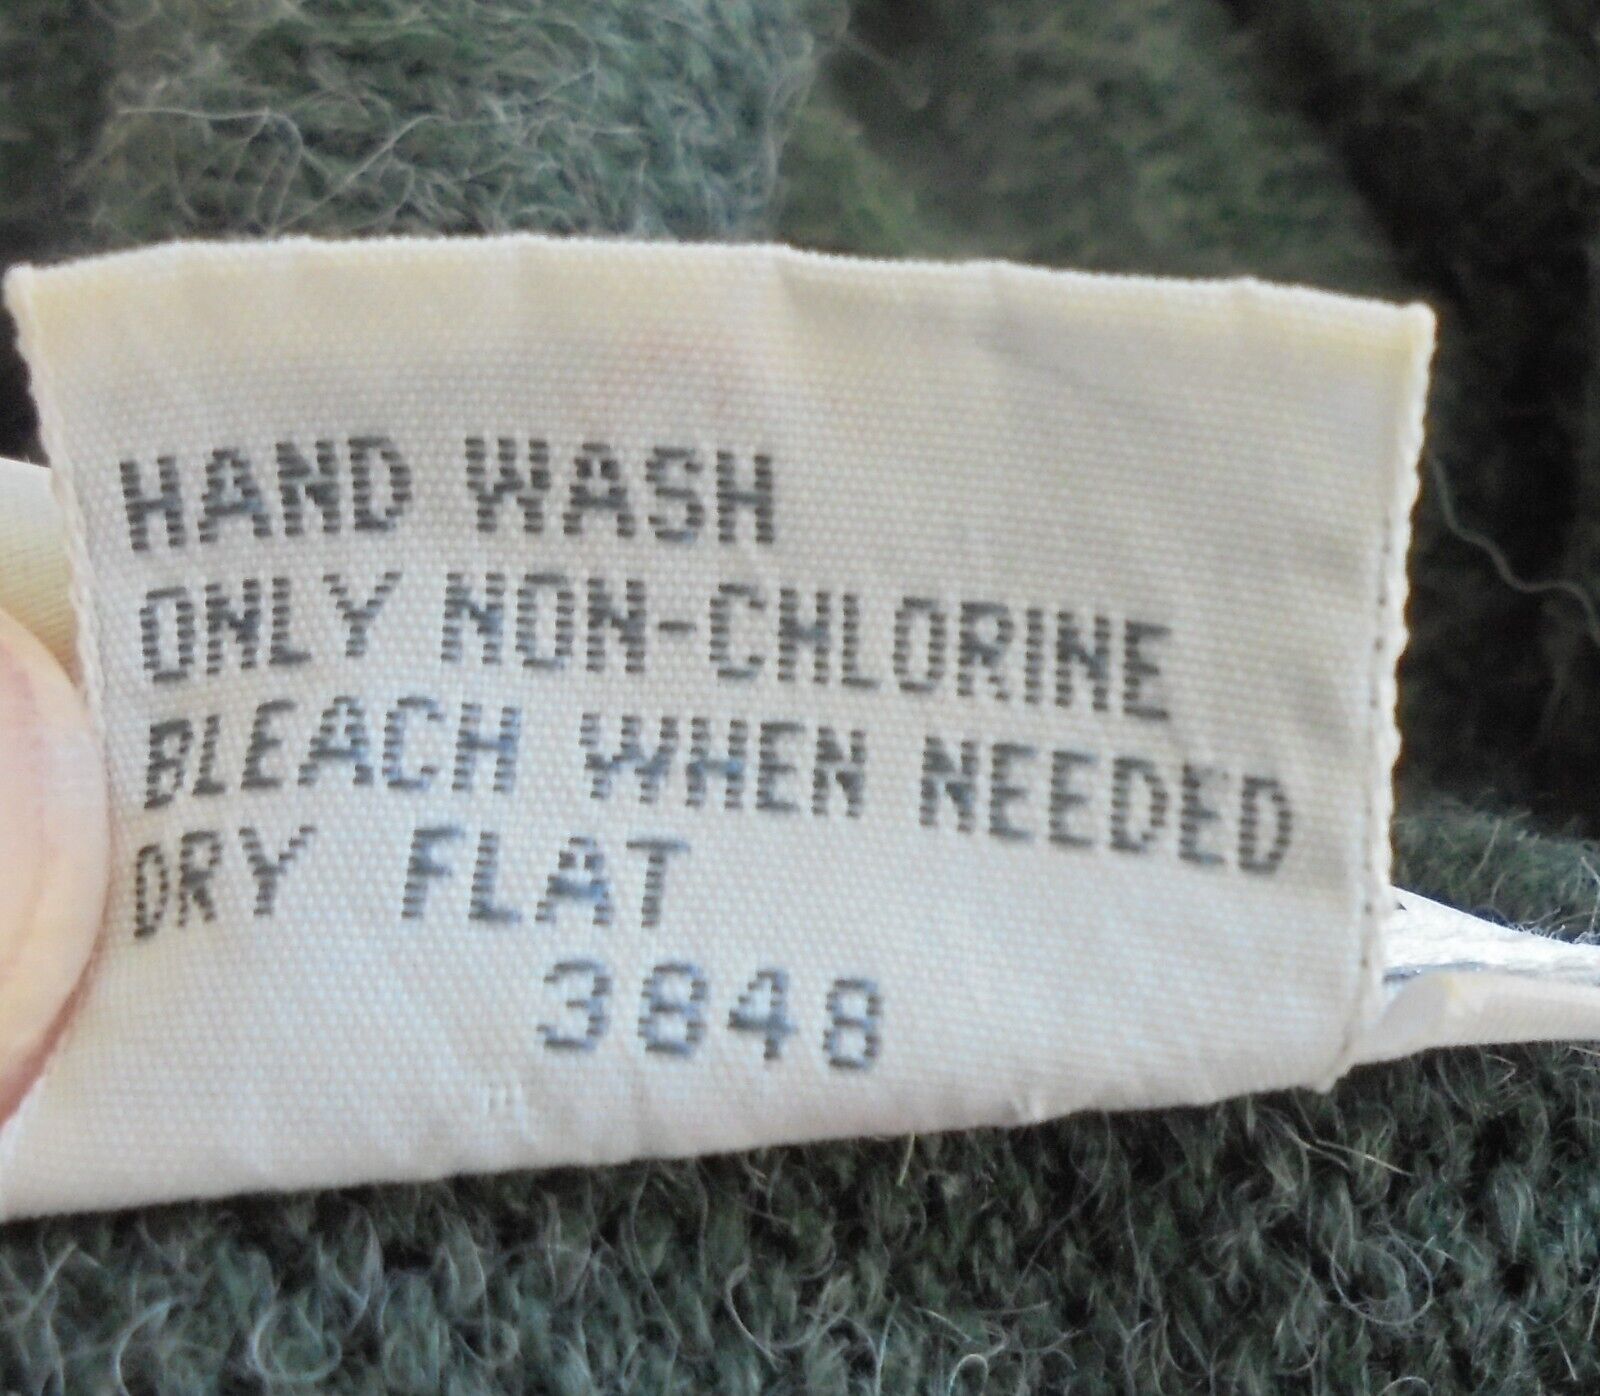 HAND WASH
ONLY NON-CHLORINE
BLEACH WHEN NEEDED
DRY FLAT
3848